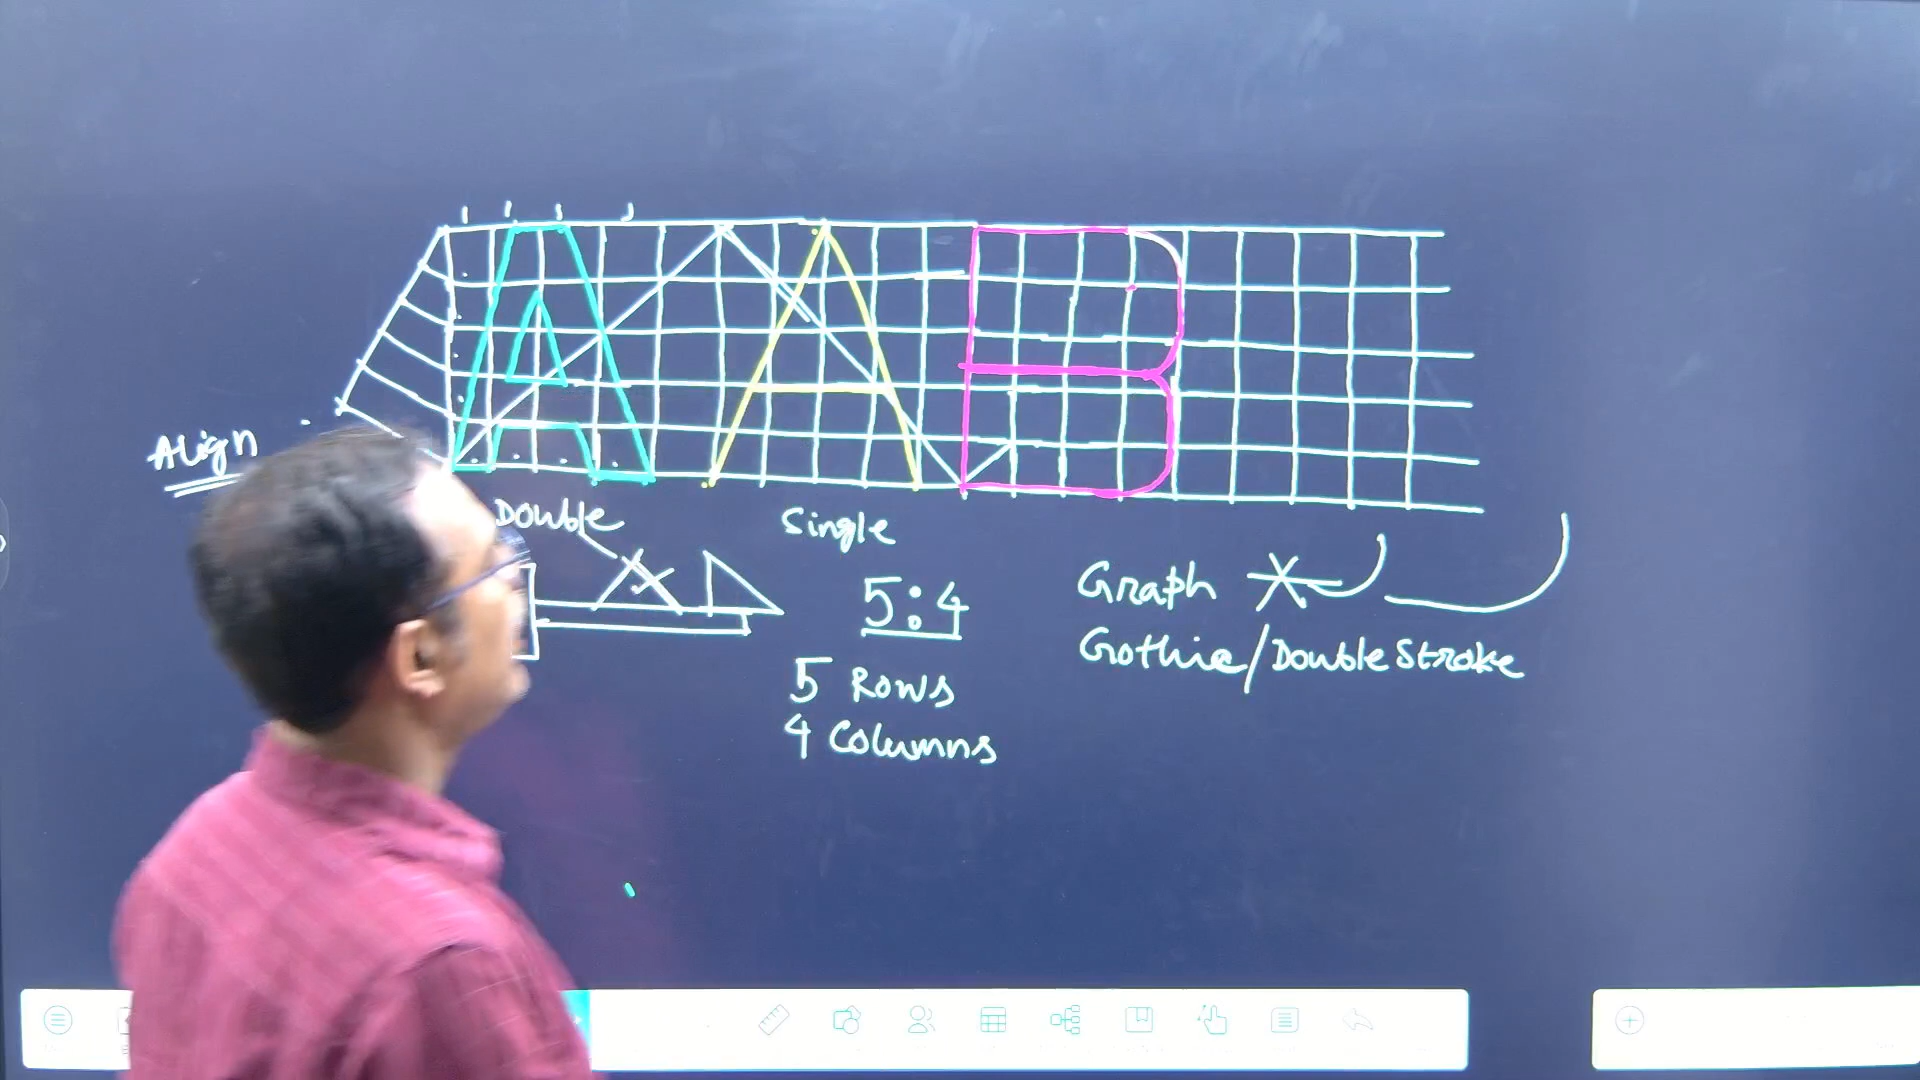 A A B
Align
Double Single
5:4
5 Rows
4 Columns
Graph
Gothic/Double Stroke